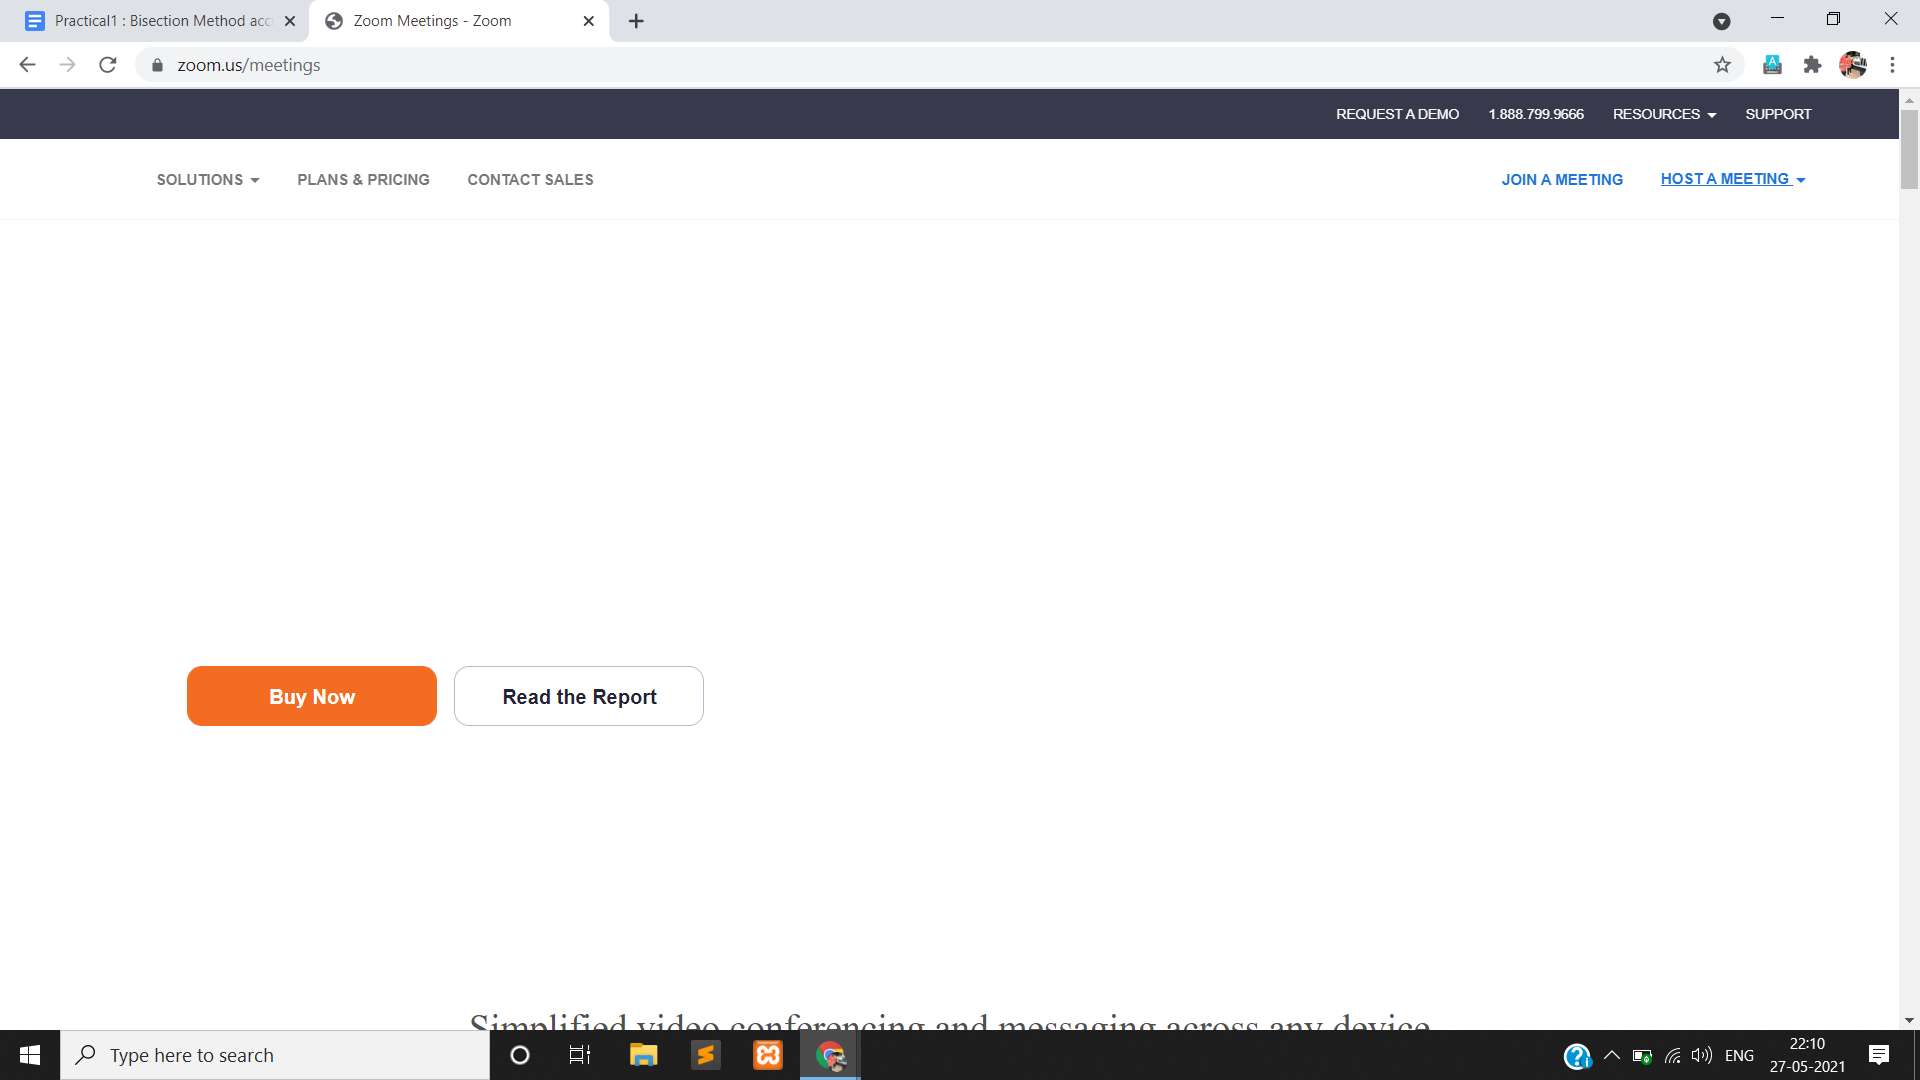 Practical1 : Bisection Method acc
Zoom Meetings - Zoom
zoom.us/meetings
REQUEST A DEMO
1.888.799.9666
RESOURCES
SUPPORT
SOLUTIONS
PLANS & PRICING
CONTACT SALES
JOIN A MEETING
HOST A MEETING
Buy Now
Read the Report
Simplified video conferencing and messaging across any device
Type here to search
ENG
22:10
27-05-2021